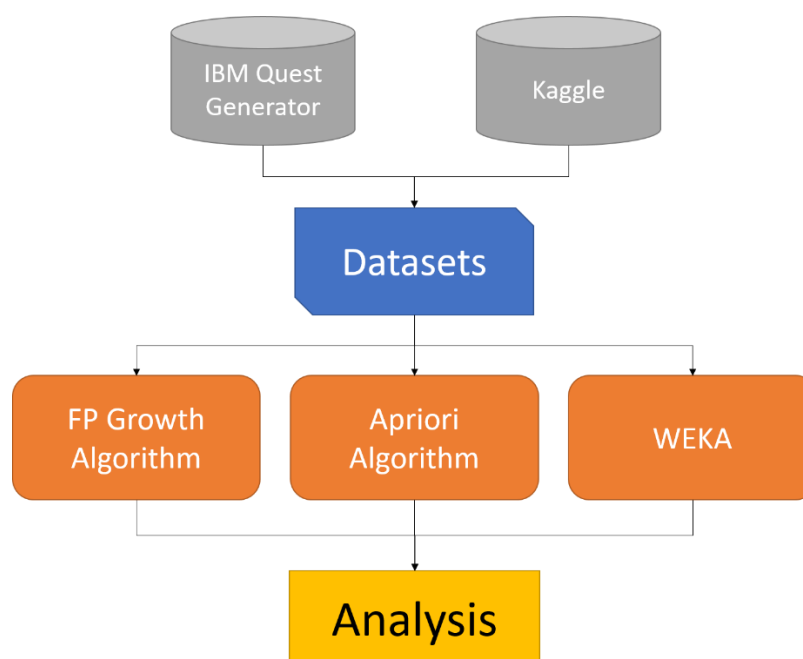 IBM Quest
Generator
Kaggle
Datasets
FP Growth
Algorithm
Apriori
Algorithm
WEKA
Analysis